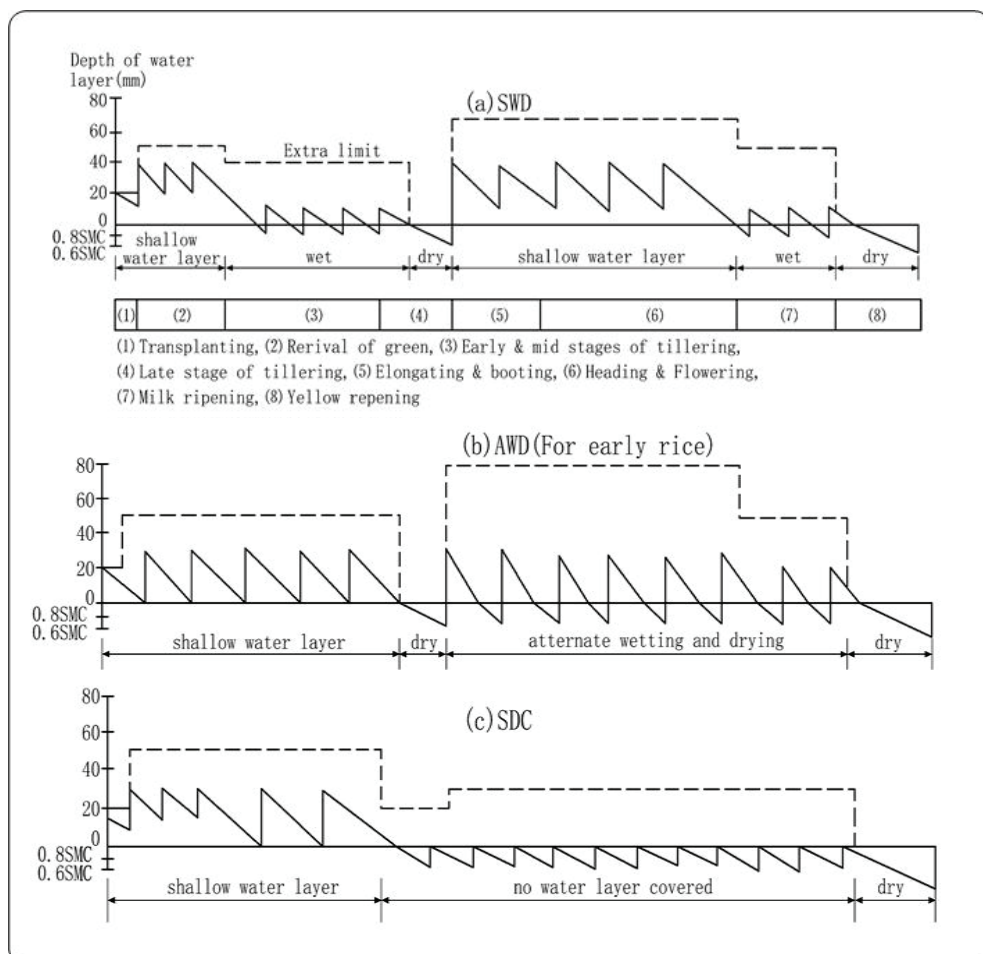 Depth of water
layer(mm)
(a)SWD
80
60
40
20
0
0.8SMC
0.6SMC
Extra limit
shallow
water layer
wet
dry
shallow water layer
wet
dry
(1) (2) (3) (4) (5) (6) (7) (8)
(1) Transplanting, (2) Rerival of green, (3) Early & mid stages of tillering,
(4) Late stage of tillering, (5) Elongating & booting, (6) Heading & Flowering,
(7) Milk ripening, (8) Yellow repening
(b)AWD(For early rice)
80
60
40
20
0
0.8SMC
0.6SMC
shallow water layer
dry
alternate wetting and drying
dry
(c)SDC
80
60
40
20
0
0.8SMC
0.6SMC
shallow water layer
no water layer covered
dry